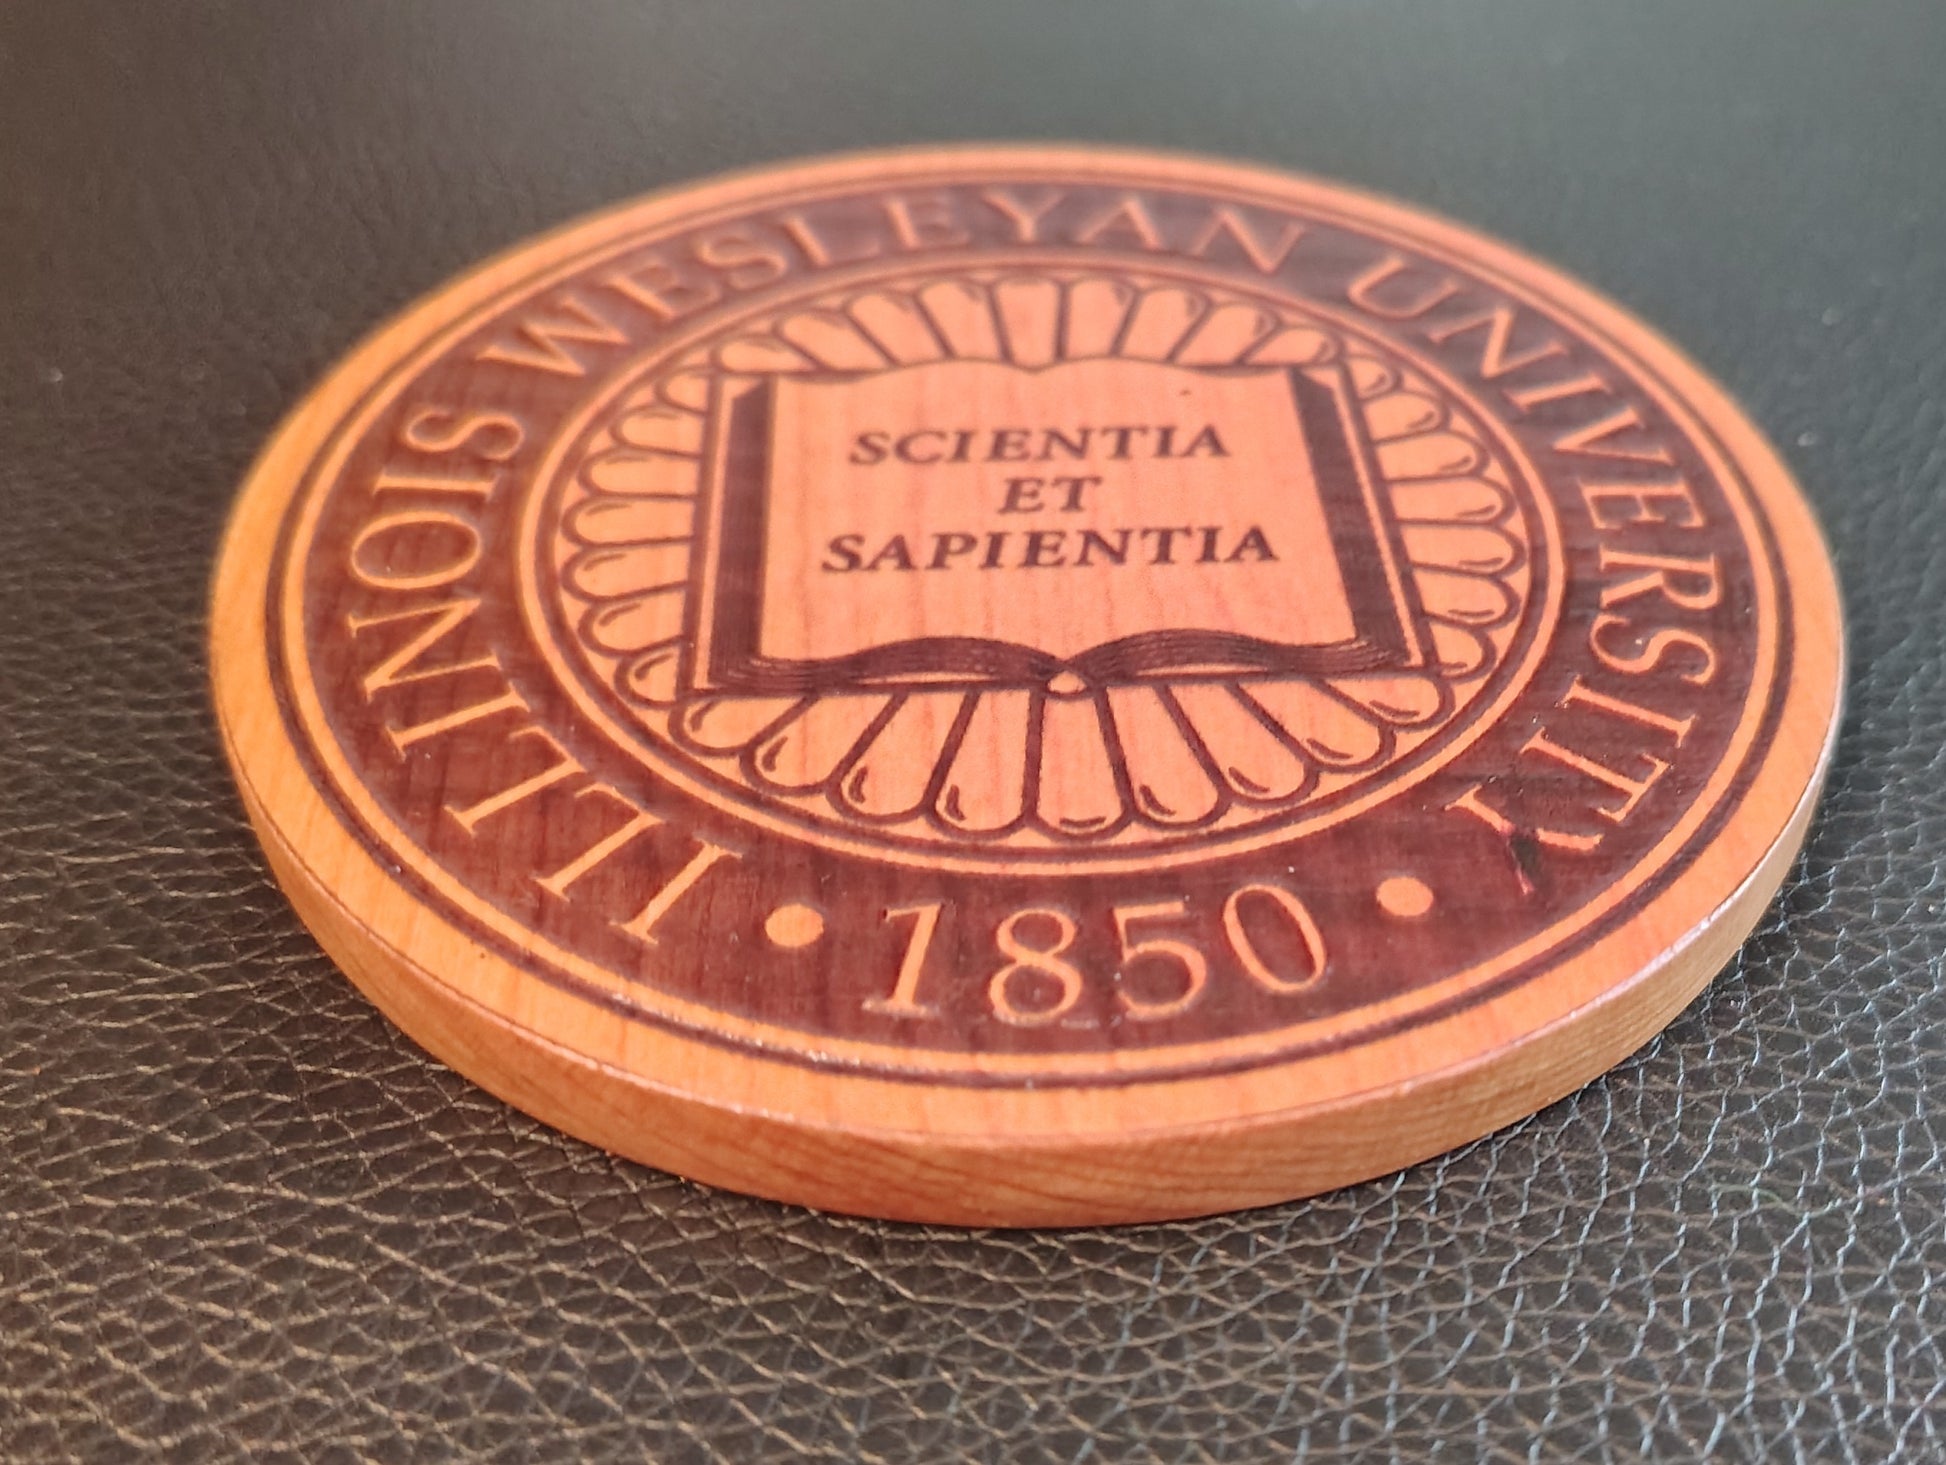 ILLINOIS WESLEYAN UNIVERSITY
SCIENTIA
ET
SAPIENTIA
• 1850 •